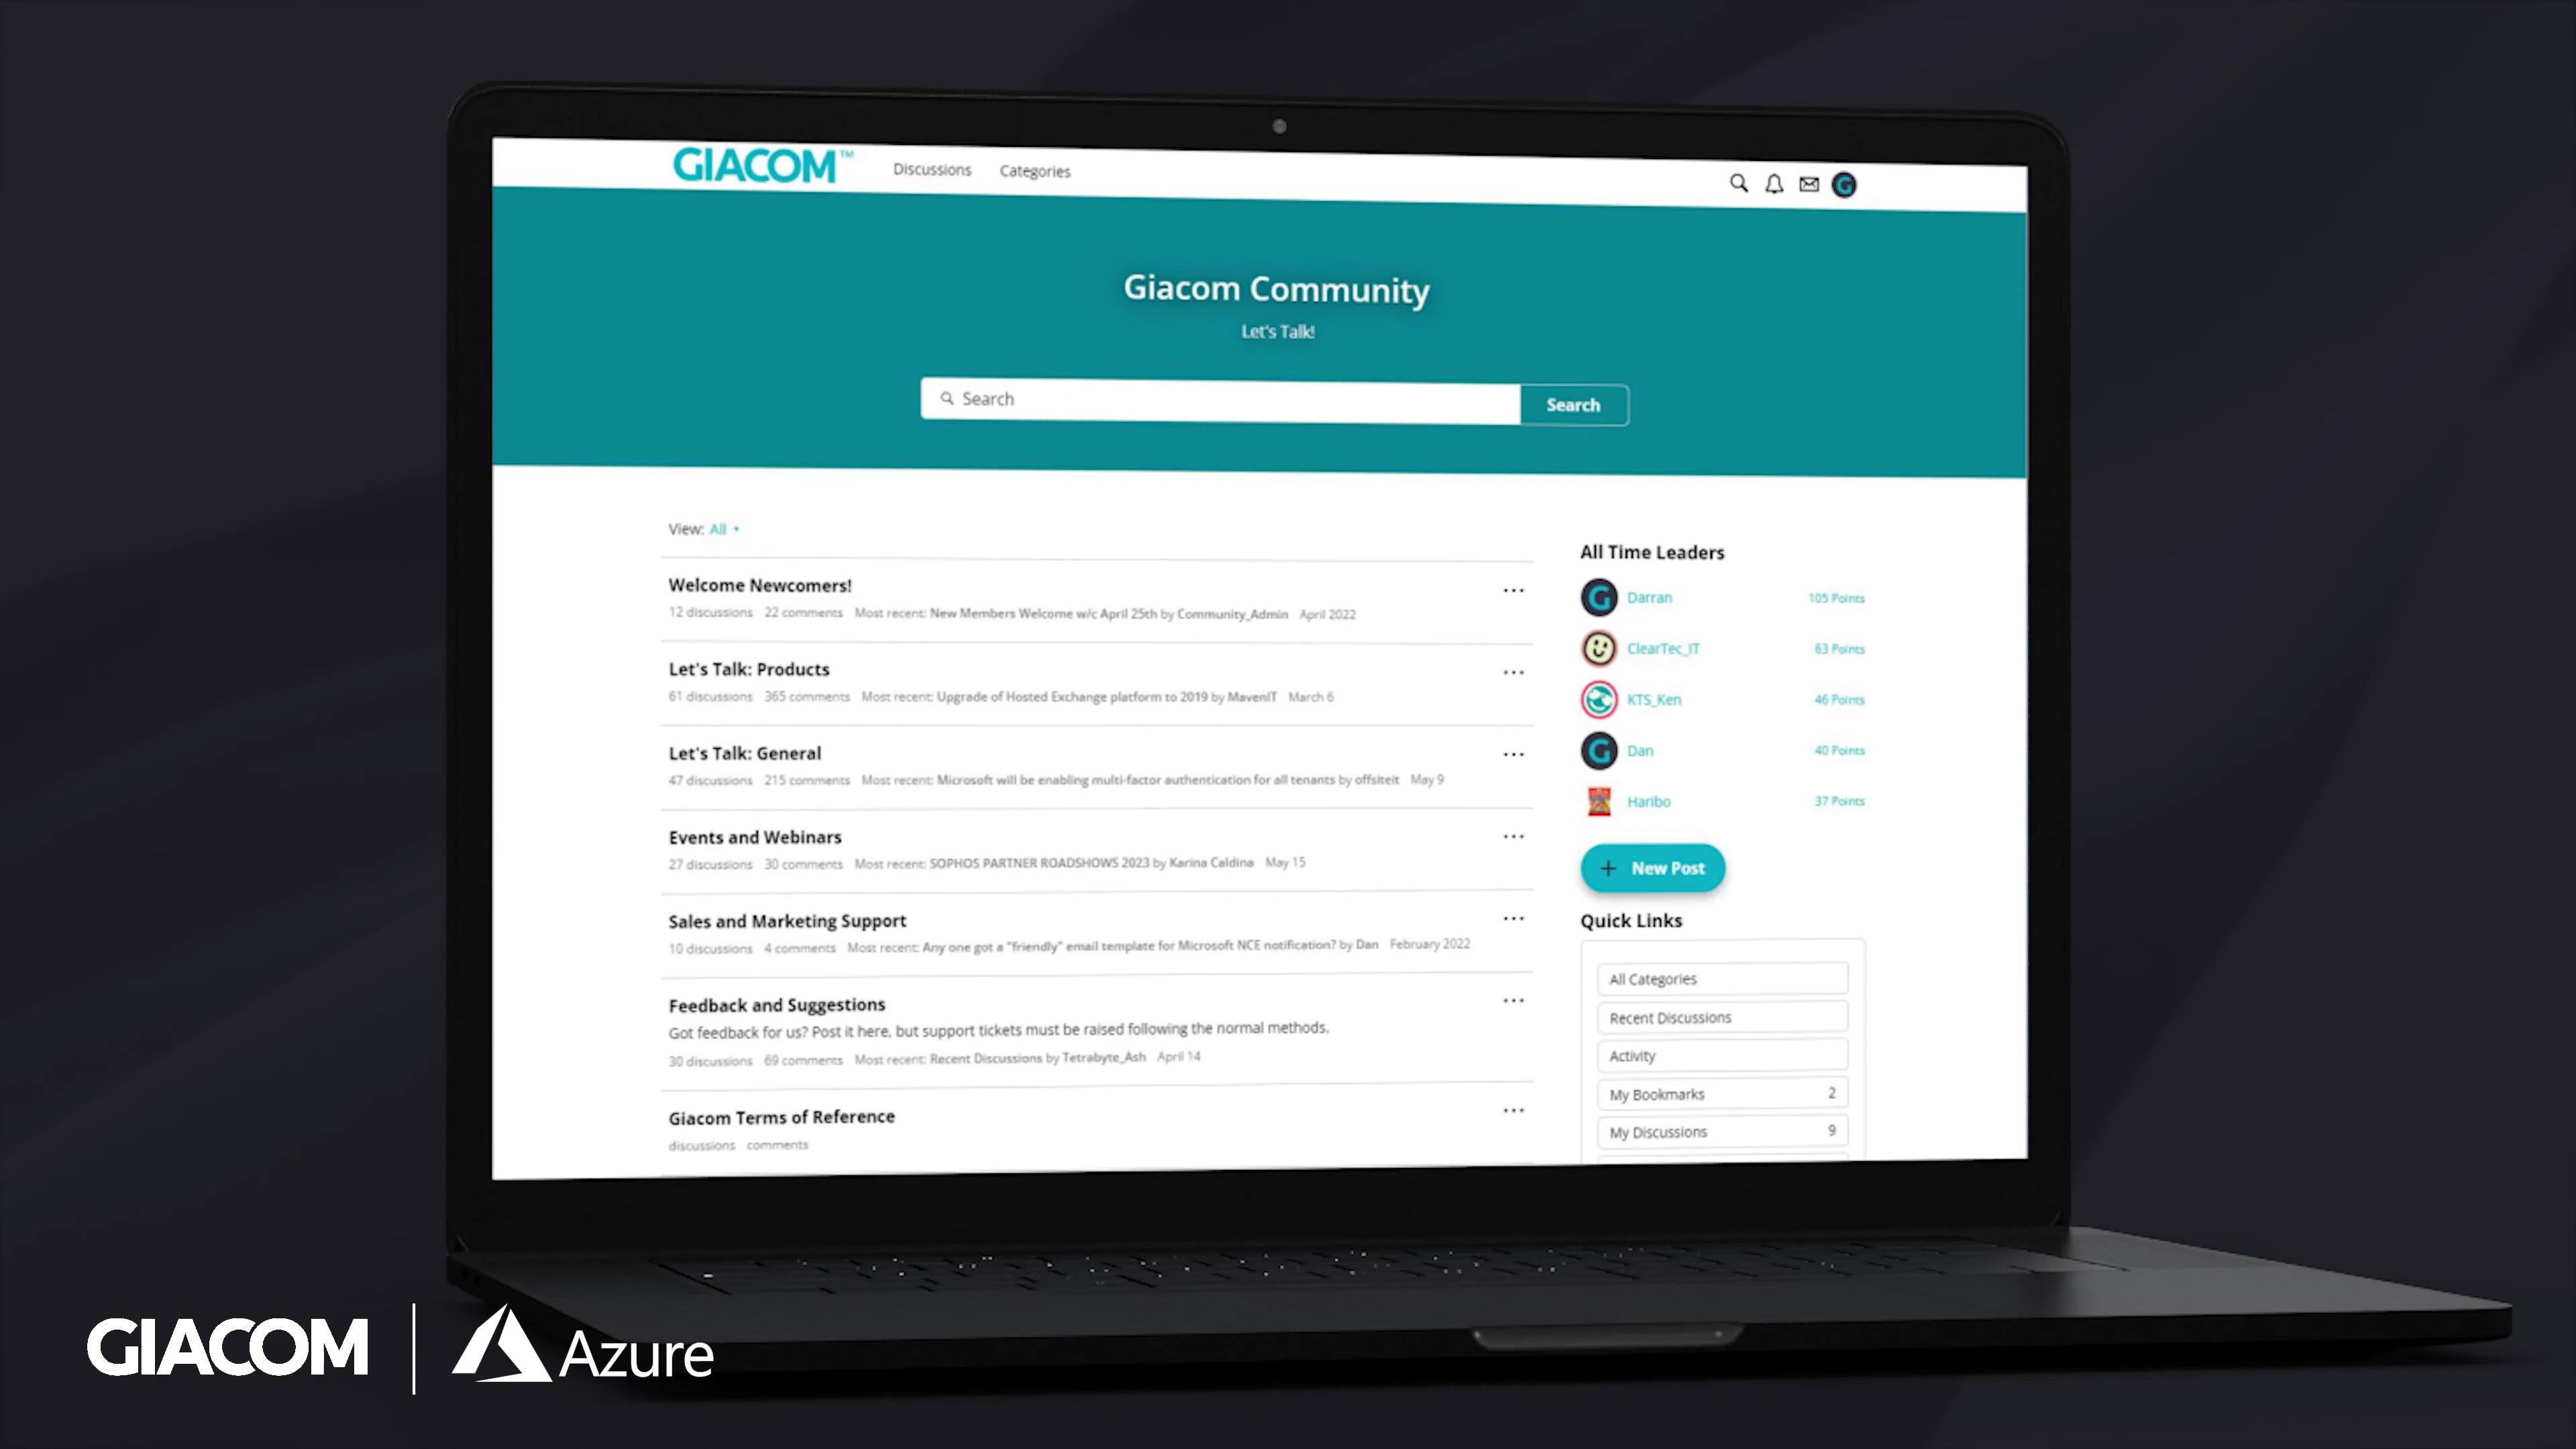 GIACOM™ Discussions Categories
Giacom Community
Let's Talk!
Search Search
View: All
Welcome Newcomers!
12 discussions 22 comments Most recent: New Members Welcome w/c April 25th by Community_Admin April 2022
Let's Talk: Products
61 discussions 365 comments Most recent: Upgrade of Hosted Exchange platform to 2019 by MavenIT March 6
Let's Talk: General
47 discussions 215 comments Most recent: Microsoft will be enabling multi-factor authentication for all tenants by offsiteit May 9
Events and Webinars
27 discussions 30 comments Most recent: SOPHOS PARTNER ROADSHOWS 2023 by Karina Caldina May 15
Sales and Marketing Support
10 discussions 4 comments Most recent: Any one got a "friendly" email template for Microsoft NCE notification? by Dan February 2022
Feedback and Suggestions
Got feedback for us? Post it here, but support tickets must be raised following the normal methods.
30 discussions 69 comments Most recent: Recent Discussions by Tetrabyte_Ash April 14
Giacom Terms of Reference
discussions comments
All Time Leaders
Darran 105 Points
ClearTec_IT 63 Points
KTS_Ken 46 Points
Dan 40 Points
Haribo 37 Points
+ New Post
Quick Links
All Categories
Recent Discussions
Activity
My Bookmarks 2
My Discussions 9
GIACOM | Azure